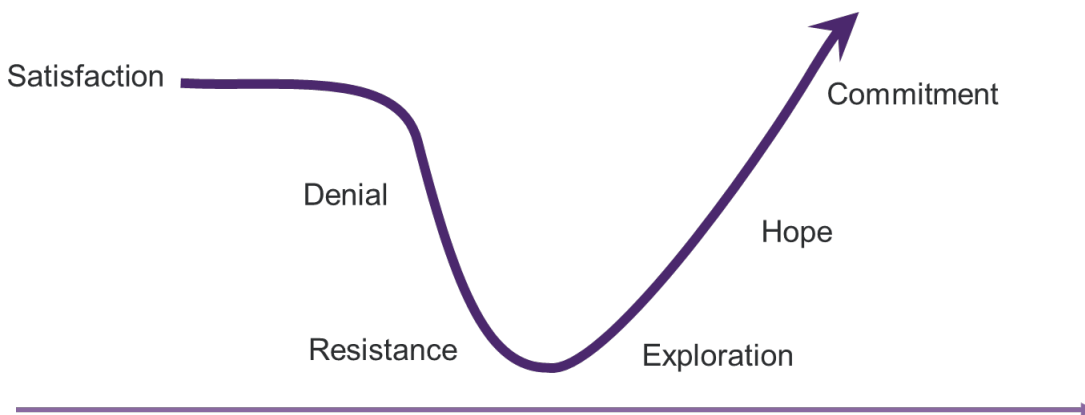 Satisfaction
Denial
Resistance
Exploration
Hope
Commitment